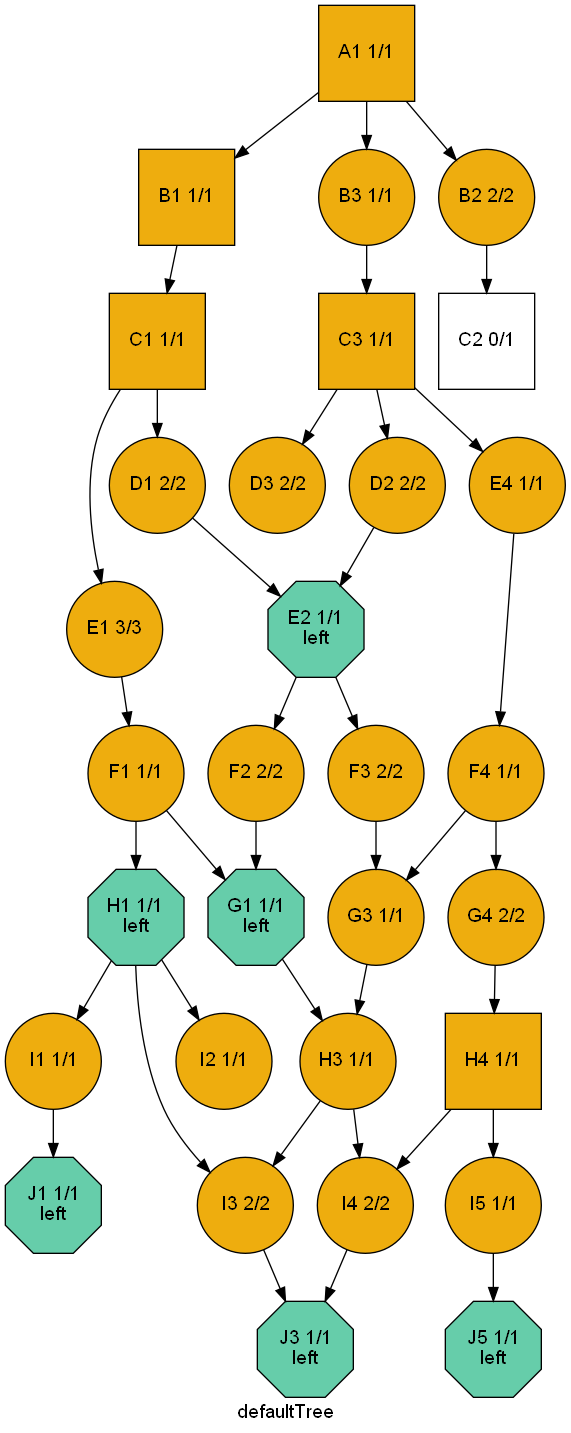 A1 1/1
B1 1/1
B3 1/1
B2 2/2
C1 1/1
C3 1/1
C2 0/1
D1 2/2
D3 2/2
D2 2/2
E4 1/1
E1 3/3
E2 1/1
left
F1 1/1
F2 2/2
F3 2/2
F4 1/1
H1 1/1
left
G1 1/1
left
G3 1/1
G4 2/2
I1 1/1
I2 1/1
H3 1/1
H4 1/1
J1 1/1
left
I3 2/2
I4 2/2
I5 1/1
J3 1/1
left
J5 1/1
left
defaultTree